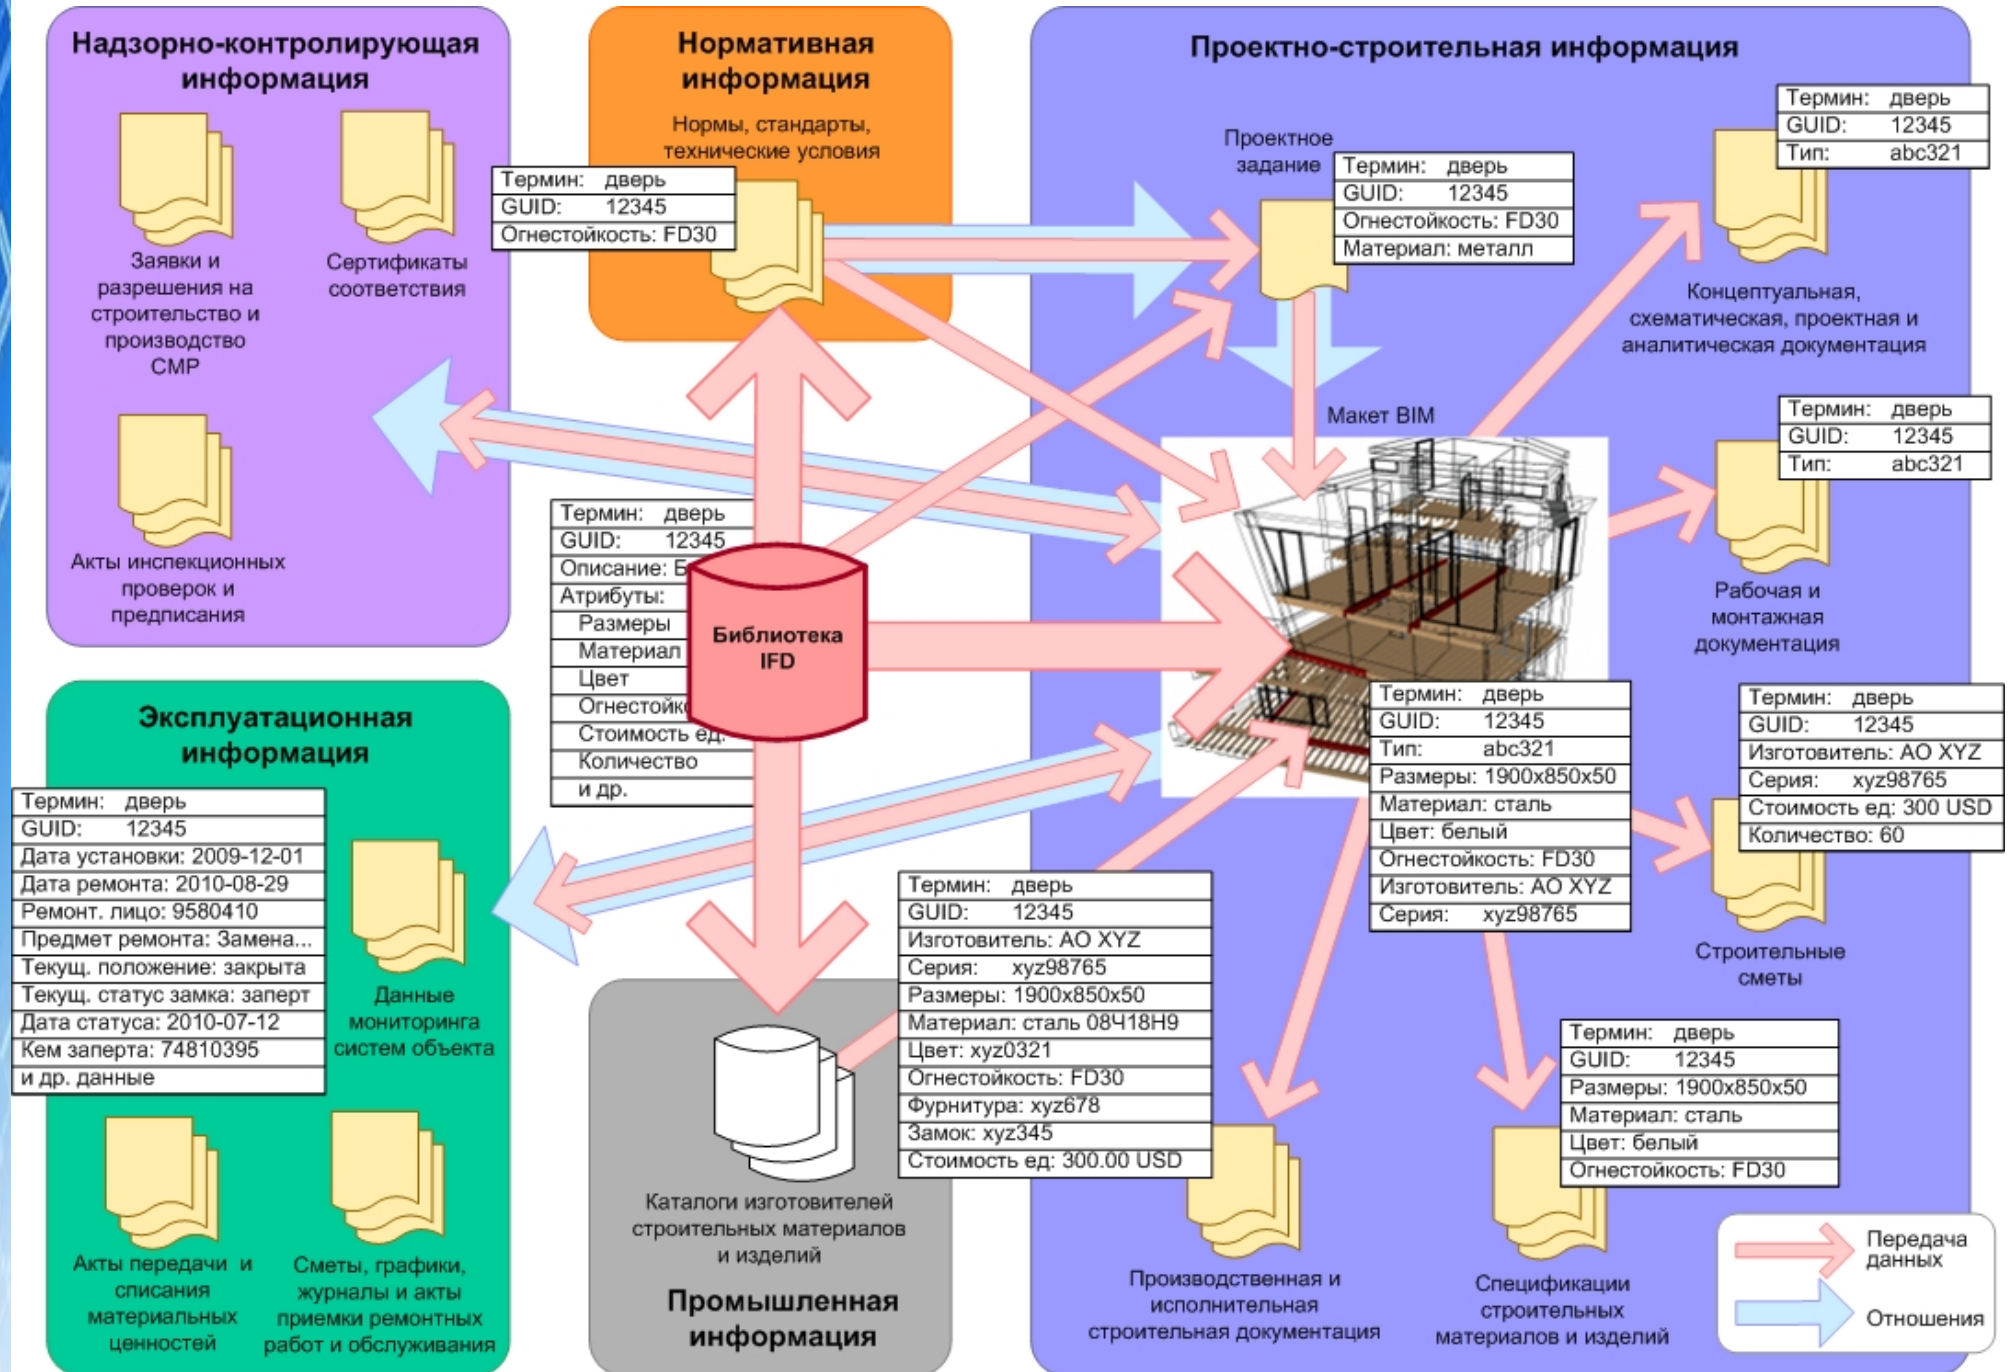 Надзорно-контролирующая
информация
Заявки и
разрешения на
строительство и
производство
СМР
Сертификаты
соответствия
Акты инспекционных
проверок и
предписания
Нормативная
информация
Нормы, стандарты,
технические условия
Термин: дверь
GUID: 12345
Огнестойкость: FD30
Проектно-строительная информация
Проектное
задание
Термин: дверь
GUID: 12345
Огнестойкость: FD30
Материал: металл
Термин: дверь
GUID: 12345
Тип: abc321
Концептуальная,
схематическая, проектная и
аналитическая документация
Макет BIM
Термин: дверь
GUID: 12345
Тип: abc321
Рабочая и
монтажная
документация
Термин: дверь
GUID: 12345
Описание:
Атрибуты:
Размеры
Материал
Цвет
Стоимость ед.
Количество
и др.
Библиотека
IFD
Термин: дверь
GUID: 12345
Тип: abc321
Размеры: 1900x850x50
Материал: сталь
Цвет: белый
Огнестойкость: FD30
Изготовитель: АО XYZ
Серия: xyz98765
Термин: дверь
GUID: 12345
Изготовитель: АО XYZ
Серия: xyz98765
Стоимость ед: 300 USD
Количество: 60
Строительные
сметы
Эксплуатационная
информация
Термин: дверь
GUID: 12345
Дата установки: 2009-12-01
Дата ремонта: 2010-08-29
Ремонт. лицо: 9580410
Предмет ремонта: Замена...
Текущ. положение: закрыта
Текущ. статус замка: заперт
Дата статуса: 2010-07-12
Кем заперта: 74810395
и др. данные
Данные
мониторинга
систем объекта
Акты передачи и
списания
материальных
ценностей
Сметы, графики,
журналы и акты
приемки ремонтных
работ и обслуживания
Термин: дверь
GUID: 12345
Изготовитель: АО XYZ
Серия: xyz98765
Размеры: 1900x850x50
Материал: сталь 08Ч18Н9
Цвет: xyz0321
Огнестойкость: FD30
Фурнитура: xyz678
Замок: xyz345
Стоимость ед: 300.00 USD
Каталоги изготовителей
строительных материалов
и изделий
Промышленная
информация
Производственная и
исполнительная
строительная документация
Термин: дверь
GUID: 12345
Размеры: 1900x850x50
Материал: сталь
Цвет: белый
Огнестойкость: FD30
Спецификации
строительных
материалов и изделий
Передача
данных
Отношения